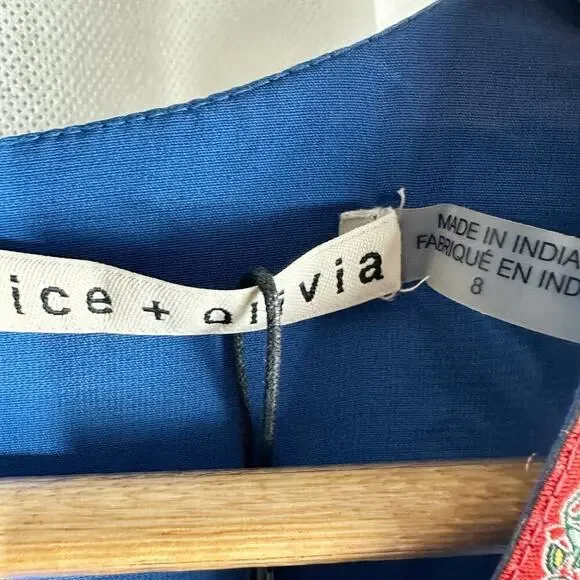 ice + olivia
MADE IN INDIA
FABRIQUÉ EN IND
8